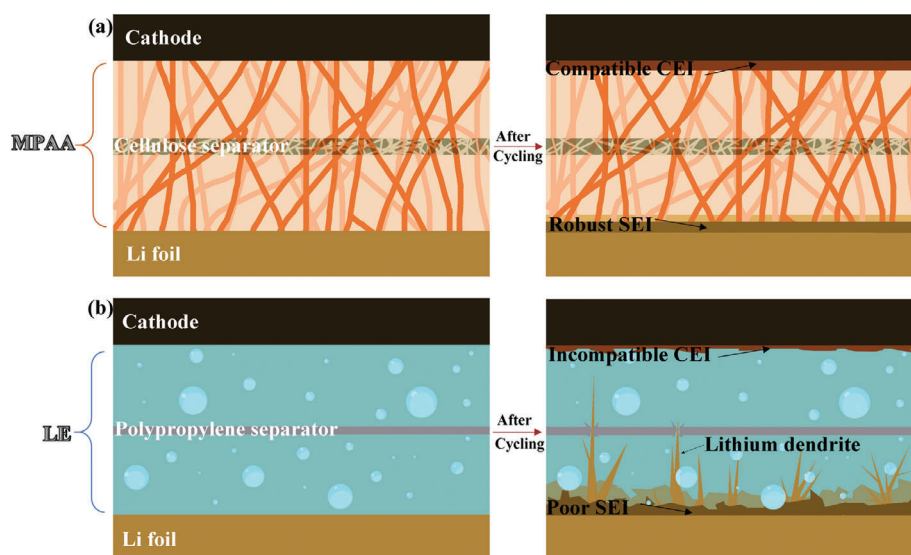 (a)
Cathode
MPAA
Cellulose separator
Li foil
After
Cycling
Compatible CEI
Robust SEI
(b)
Cathode
LE
Polypropylene separator
Li foil
After
Cycling
Incompatible CEI
Lithium dendrite
Poor SEI